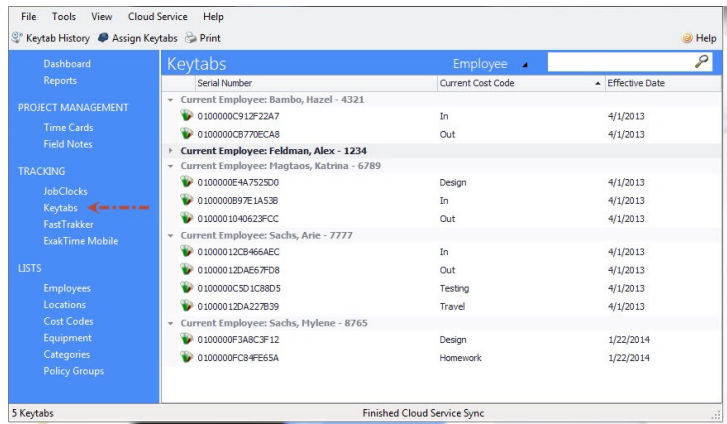 File Tools View Cloud Service Help
Keytab History Assign Keytabs Print Help
Dashboard
Reports
PROJECT MANAGEMENT
Time Cards
Field Notes
TRACKING
JobClocks
Keytabs
FastTrakker
ExakTime Mobile
LISTS
Employees
Locations
Cost Codes
Equipment
Categories
Policy Groups
Keytabs Employee
Serial Number Current Cost Code Effective Date
Current Employee: Bambo, Hazel - 4321
0100000C912F22A7 In 4/1/2013
0100000CB770ECA8 Out 4/1/2013
Current Employee: Feldman, Alex - 1234
Current Employee: Magtaos, Katrina - 6789
0100000E4A7525D0 Design 4/1/2013
0100000B97E1A53B In 4/1/2013
0100001040623FCC Out 4/1/2013
Current Employee: Sachs, Arie - 7777
01000012CB466AEC In 4/1/2013
01000012DAE67FD8 Out 4/1/2013
0100000C5D1C88D5 Testing 4/1/2013
01000012DA227B39 Travel 4/1/2013
Current Employee: Sachs, Mylene - 8765
0100000F3A8C3F12 Design 1/22/2014
0100000FC84FE65A Homework 1/22/2014
5 Keytabs Finished Cloud Service Sync